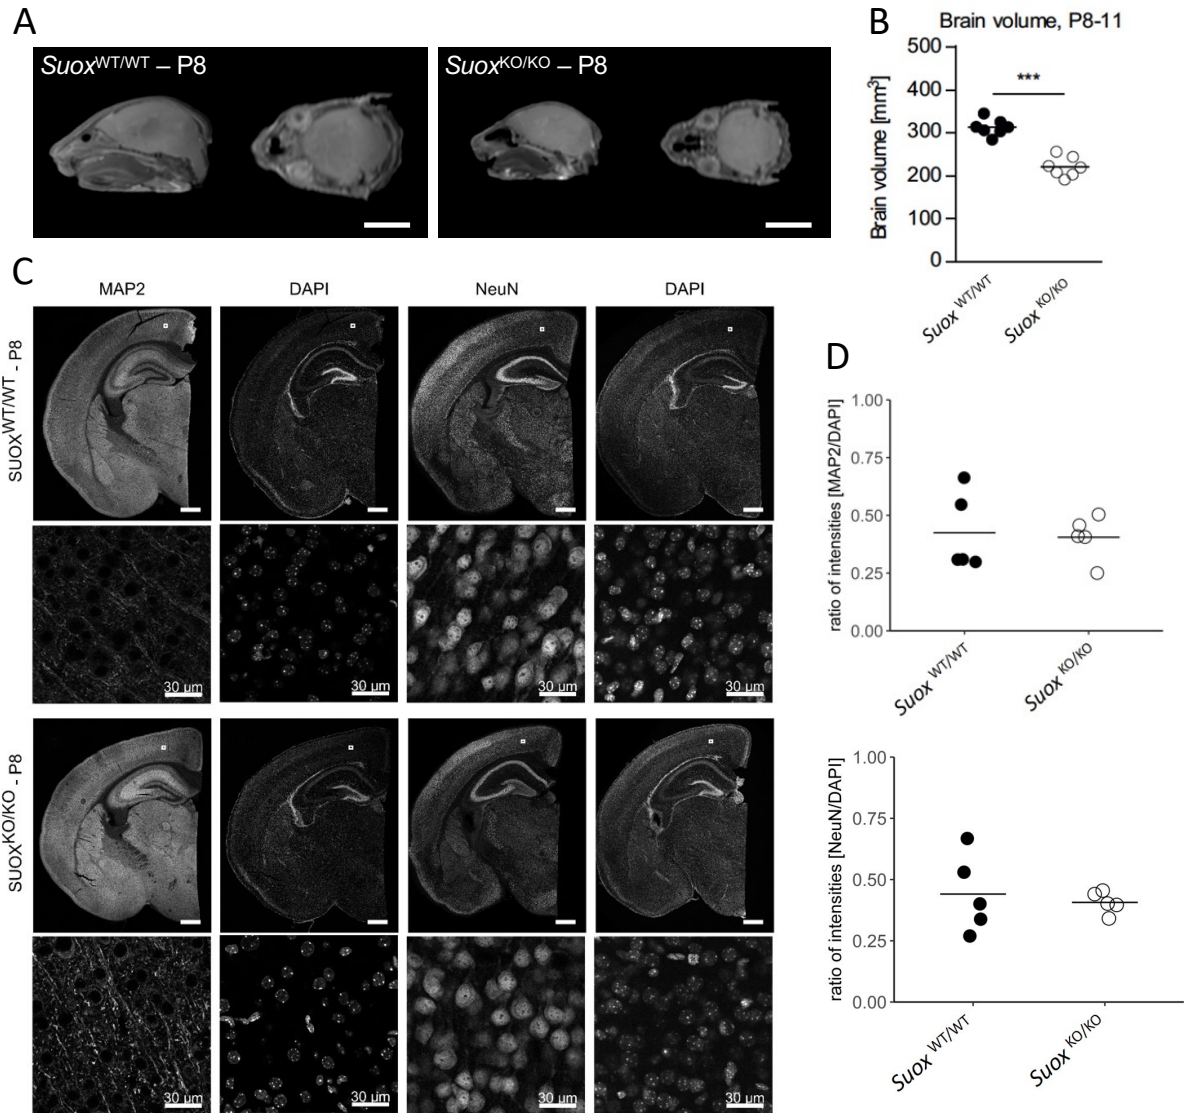 A
Suox^WT/WT – P8
Suox^KO/KO – P8
B
Brain volume, P8-11
Brain volume [mm³]
500
400
300
200
100
0
***
Suox WT/WT
Suox KO/KO
C
MAP2
DAPI
NeuN
DAPI
SUOX^WT/WT - P8
30 µm
30 µm
30 µm
30 µm
SUOX^KO/KO - P8
30 µm
30 µm
30 µm
30 µm
D
ratio of intensities [MAP2/DAPI]
1.00
0.75
0.50
0.25
0.00
Suox WT/WT
Suox KO/KO
ratio of intensities [NeuN/DAPI]
1.00
0.75
0.50
0.25
0.00
Suox WT/WT
Suox KO/KO